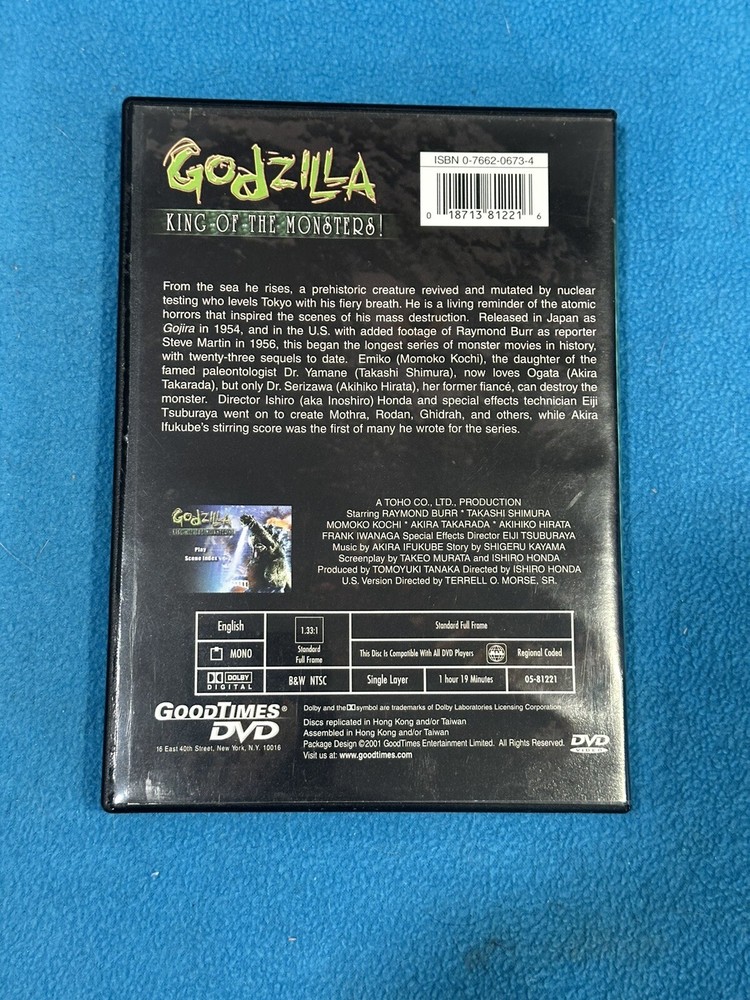 GODZILLA
KING OF THE MONSTERS!
ISBN 0-7662-0673-4
0 18713 81221 6
From the sea he rises, a prehistoric creature revived and mutated by nuclear
testing who levels Tokyo with his fiery breath. He is a living reminder of the atomic
horrors that inspired the scenes of his mass destruction. Released in Japan as
Gojira in 1954, and in the U.S. with added footage of Raymond Burr as reporter
Steve Martin in 1956, this began the longest series of monster movies in history,
with twenty-three sequels to date. Emiko (Momoko Kochi), the daughter of the
famed paleontologist Dr. Yamane (Takashi Shimura), now loves Ogata (Akira
Takarada), but only Dr. Serizawa (Akihiko Hirata), her former fiancé, can destroy the
monster. Director Ishiro (aka Inoshiro) Honda and special effects technician Eiji
Tsuburaya went on to create Mothra, Rodan, Ghidrah, and others, while Akira
Ifukube's stirring score was the first of many he wrote for the series.
GODZILLA
Play
Scene Index
A TOHO CO., LTD., PRODUCTION
Starring RAYMOND BURR * TAKASHI SHIMURA
MOMOKO KOCHI * AKIRA TAKARADA * AKIHIKO HIRATA
FRANK IWANAGA Special Effects Director EIJI TSUBURAYA
Music by AKIRA IFUKUBE Story by SHIGERU KAYAMA
Screenplay by TAKEO MURATA and ISHIRO HONDA
Produced by TOMOYUKI TANAKA Directed by ISHIRO HONDA
U.S. Version Directed by TERRELL O. MORSE, SR.
English
1.33:1
Standard
Full Frame
Standard Full Frame
MONO
This Disc Is Compatible With All DVD Players
Regional Coded
DOLBY
DIGITAL
B&W NTSC
Single Layer
1 hour 19 Minutes
05-81221
GOODTIMES®
DVD
16 East 40th Street, New York, N.Y. 10016
Dolby and the DD symbol are trademarks of Dolby Laboratories Licensing Corporation
Discs replicated in Hong Kong and/or Taiwan
Assembled in Hong Kong and/or Taiwan
Package Design ©2001 GoodTimes Entertainment Limited. All Rights Reserved.
Visit us at: www.goodtimes.com
DVD
VIDEO